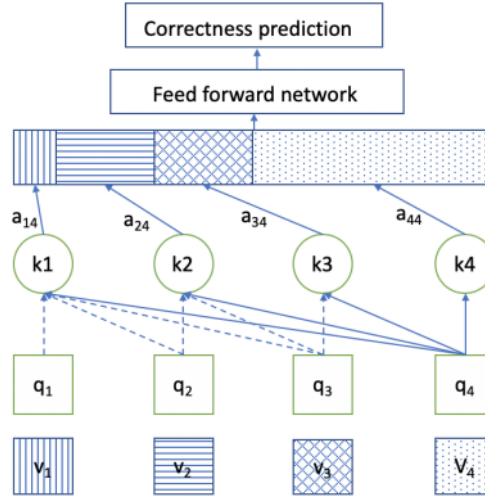 Correctness prediction
Feed forward network
a₁₄ a₂₄ a₃₄ a₄₄
k1 k2 k3 k4
q₁ q₂ q₃ q₄
v₁ v₂ v₃ V₄